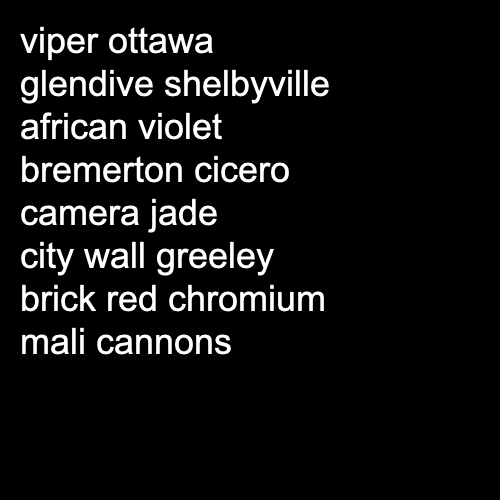 viper ottawa
glendive shelbyville
african violet
bremerton cicero
camera jade
city wall greeley
brick red chromium
mali cannons